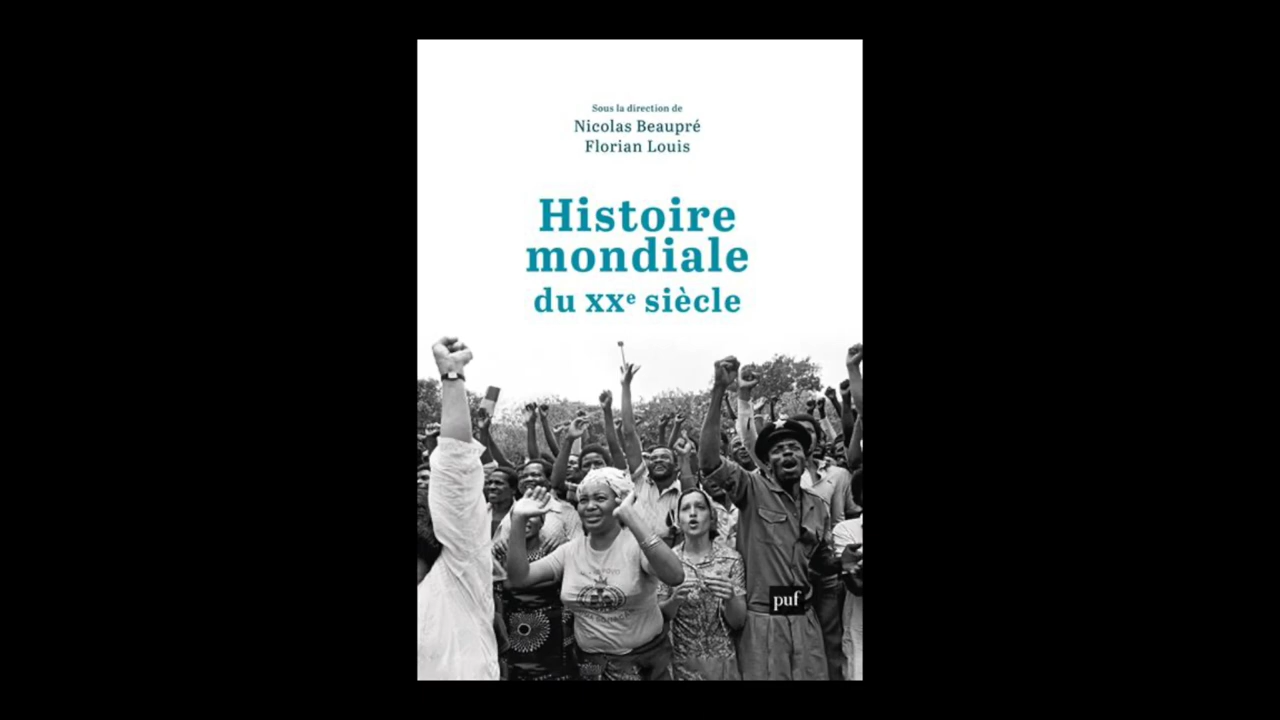 Sous la direction de
Nicolas Beaupré
Florian Louis
Histoire
mondiale
du XXe siècle
puf